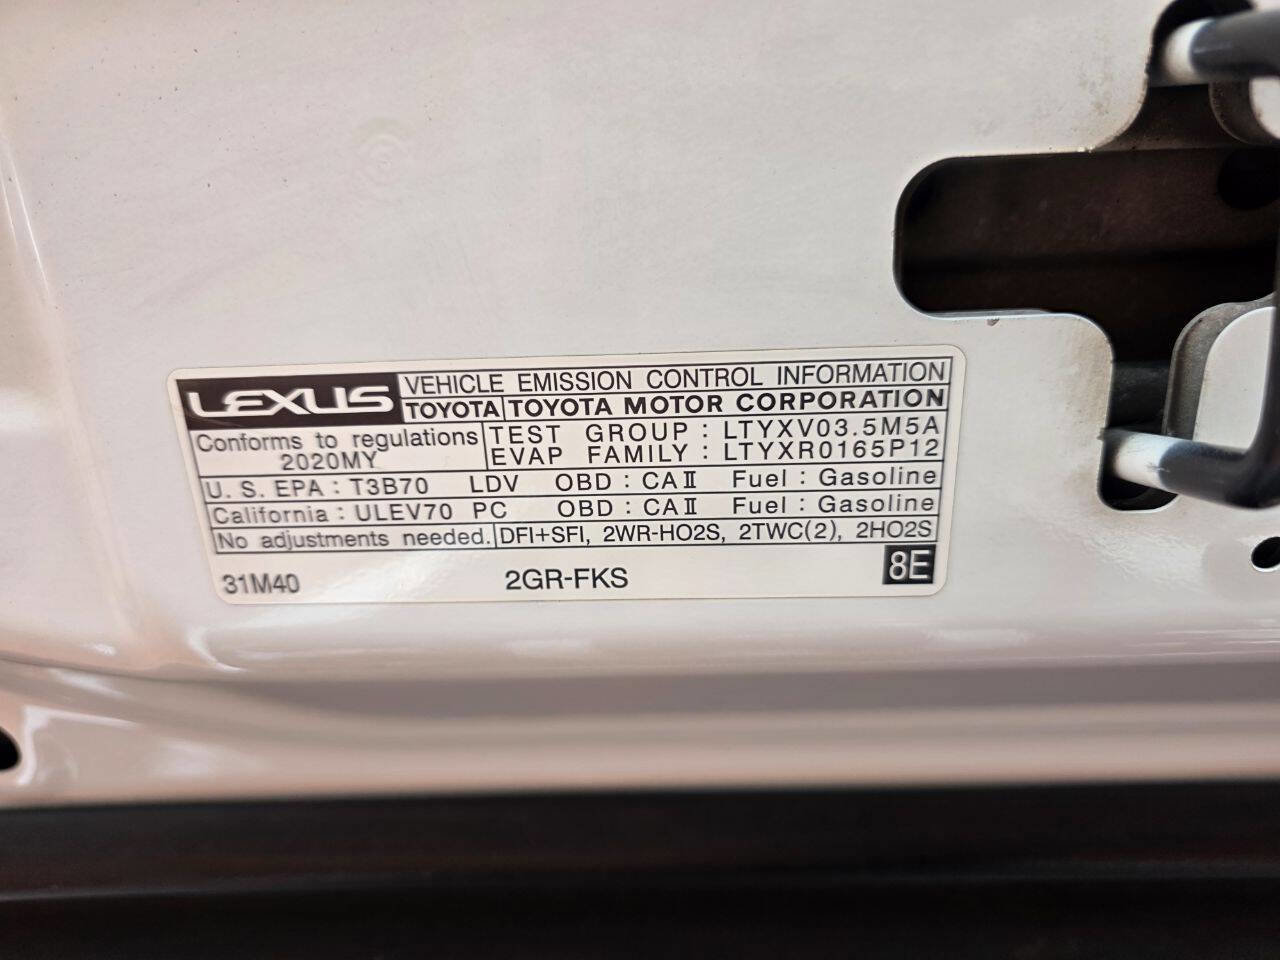 LEXUS VEHICLE EMISSION CONTROL INFORMATION
TOYOTA TOYOTA MOTOR CORPORATION
Conforms to regulations TEST GROUP : LTYXV03.5M5A
2020MY EVAP FAMILY : LTYXR0165P12
U. S. EPA : T3B70 LDV OBD : CAⅡ Fuel : Gasoline
California : ULEV70 PC OBD : CAⅡ Fuel : Gasoline
No adjustments needed. DFI+SFI, 2WR-HO2S, 2TWC(2), 2HO2S
31M40 2GR-FKS 8E